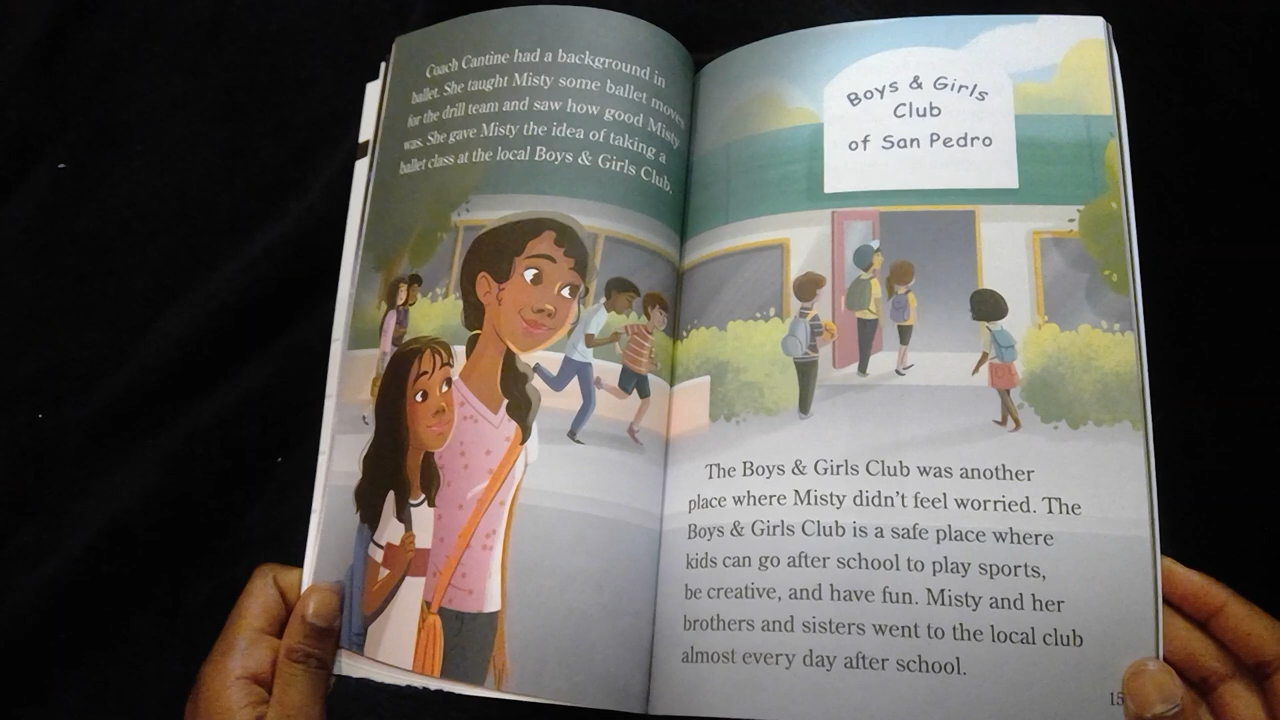 Coach Cantine had a background in
ballet. She taught Misty some ballet moves
for the drill team and saw how good Misty
was. She gave Misty the idea of taking a
ballet class at the local Boys & Girls Club.
Boys & Girls
Club
of San Pedro
The Boys & Girls Club was another
place where Misty didn't feel worried. The
Boys & Girls Club is a safe place where
kids can go after school to play sports,
be creative, and have fun. Misty and her
brothers and sisters went to the local club
almost every day after school.
15